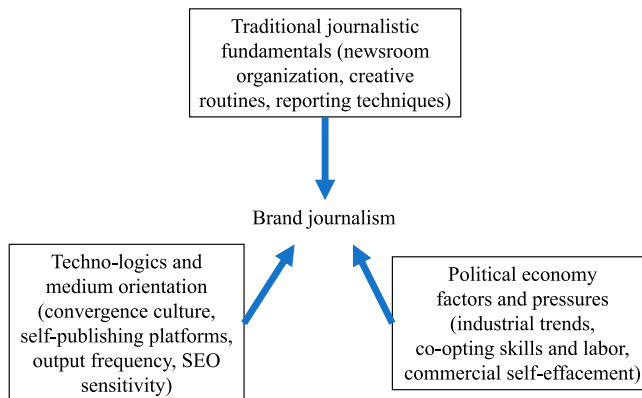 Traditional journalistic
fundamentals (newsroom
organization, creative
routines, reporting techniques)
Brand journalism
Techno-logics and
medium orientation
(convergence culture,
self-publishing platforms,
output frequency, SEO
sensitivity)
Political economy
factors and pressures
(industrial trends,
co-opting skills and labor,
commercial self-effacement)